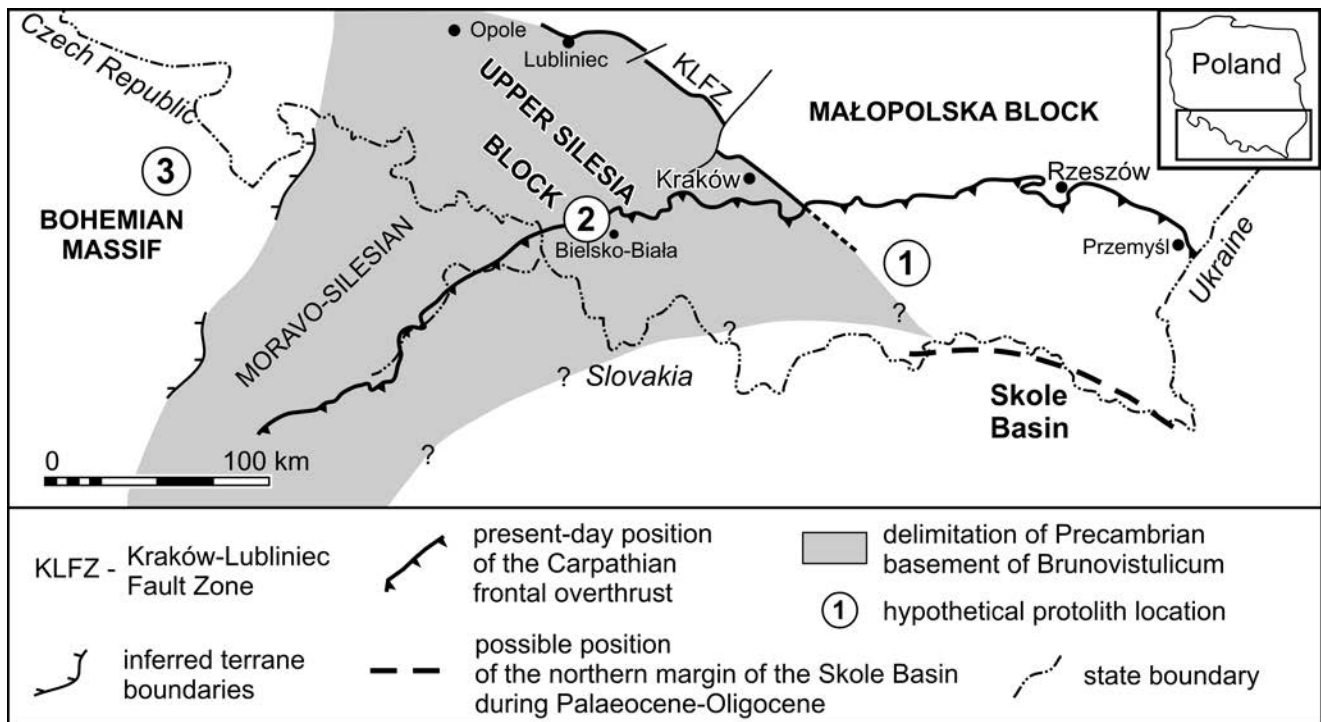 Czech Republic
Opole
Lubliniec
KLFZ
Poland
UPPER SILESIA
BLOCK
MAŁOPOLSKA BLOCK
3
BOHEMIAN
MASSIF
Kraków
Rzeszów
2
Bielsko-Biała
1
Przemyśl
Ukraine
MORAVO-SILESIAN
?
?
?
?
Slovakia
Skole
Basin
0 100 km
KLFZ - Kraków-Lubliniec
Fault Zone
present-day position
of the Carpathian
frontal overthrust
delimitation of Precambrian
basement of Brunovistulicum
1 hypothetical protolith location
inferred terrane
boundaries
possible position
of the northern margin of the Skole Basin
during Palaeocene-Oligocene
state boundary